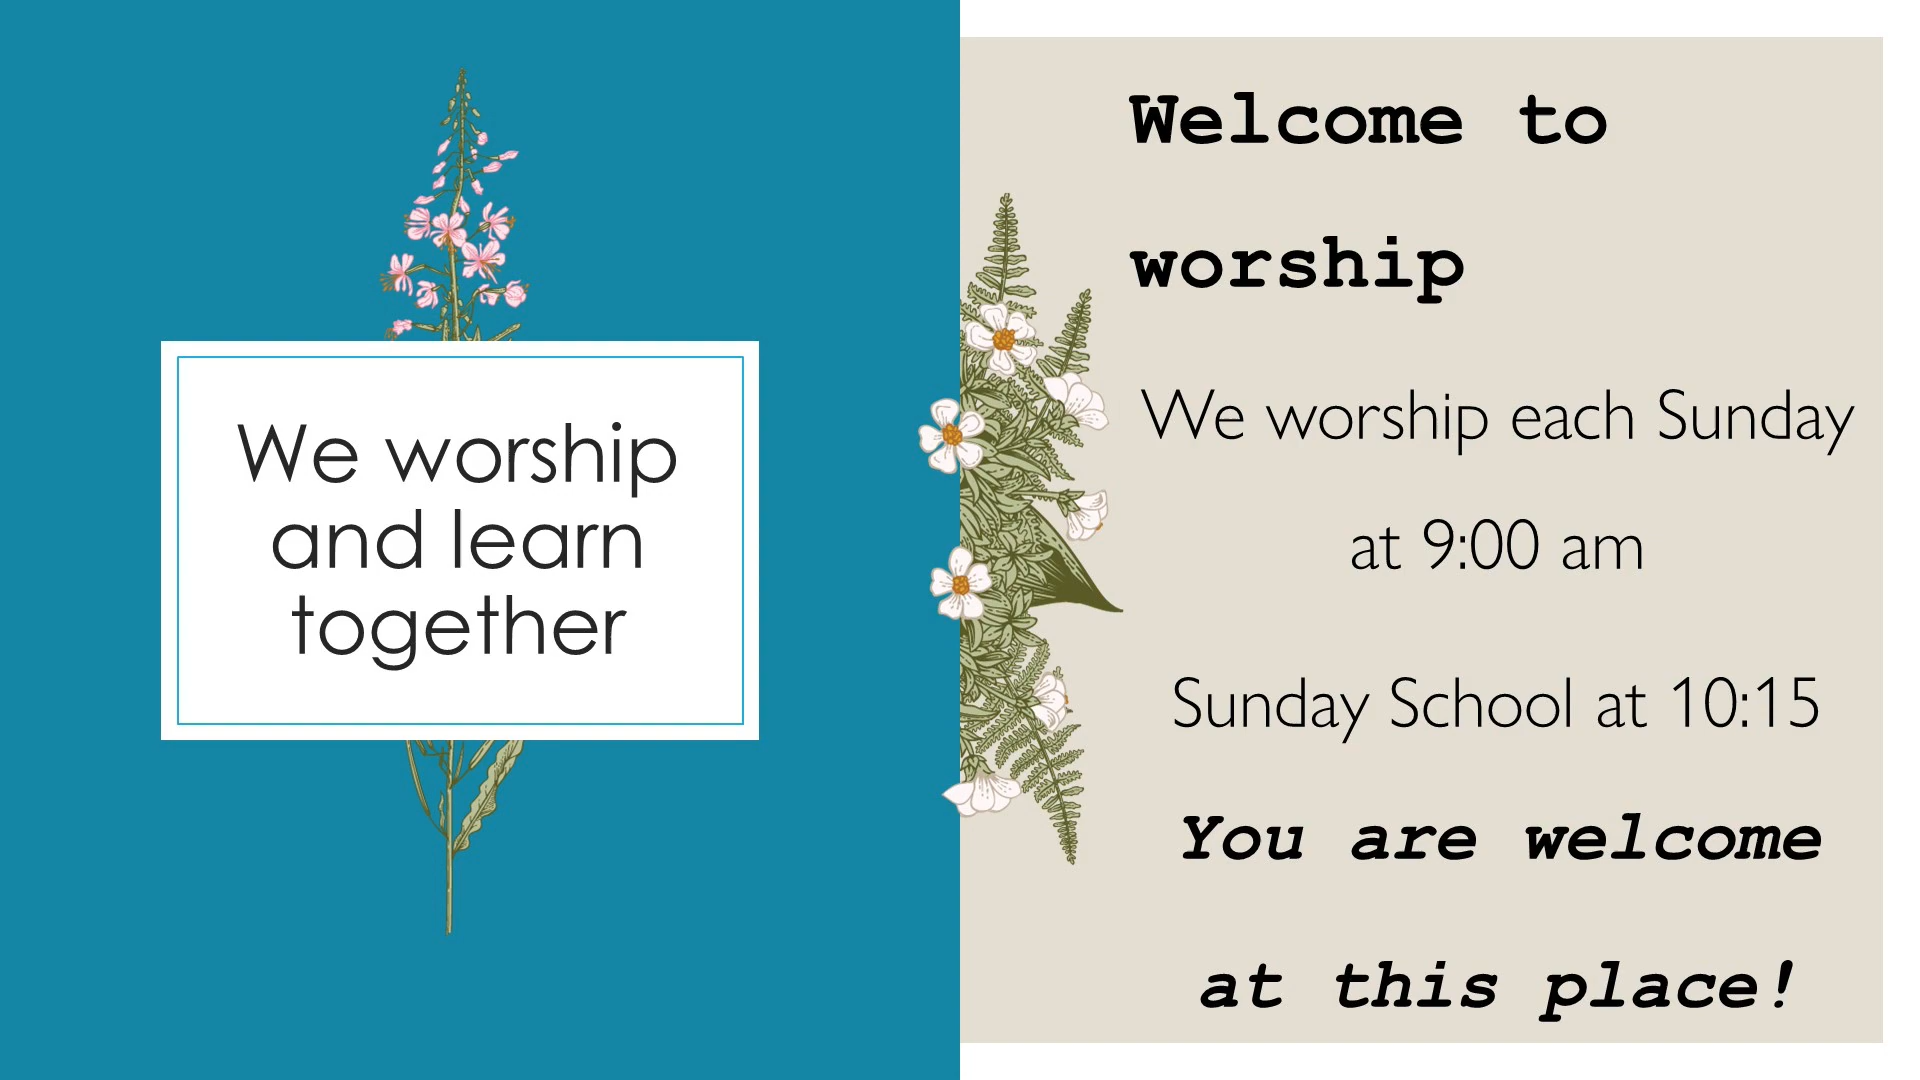 We worship
and learn
together
Welcome to
worship
We worship each Sunday
at 9:00 am
Sunday School at 10:15
You are welcome
at this place!